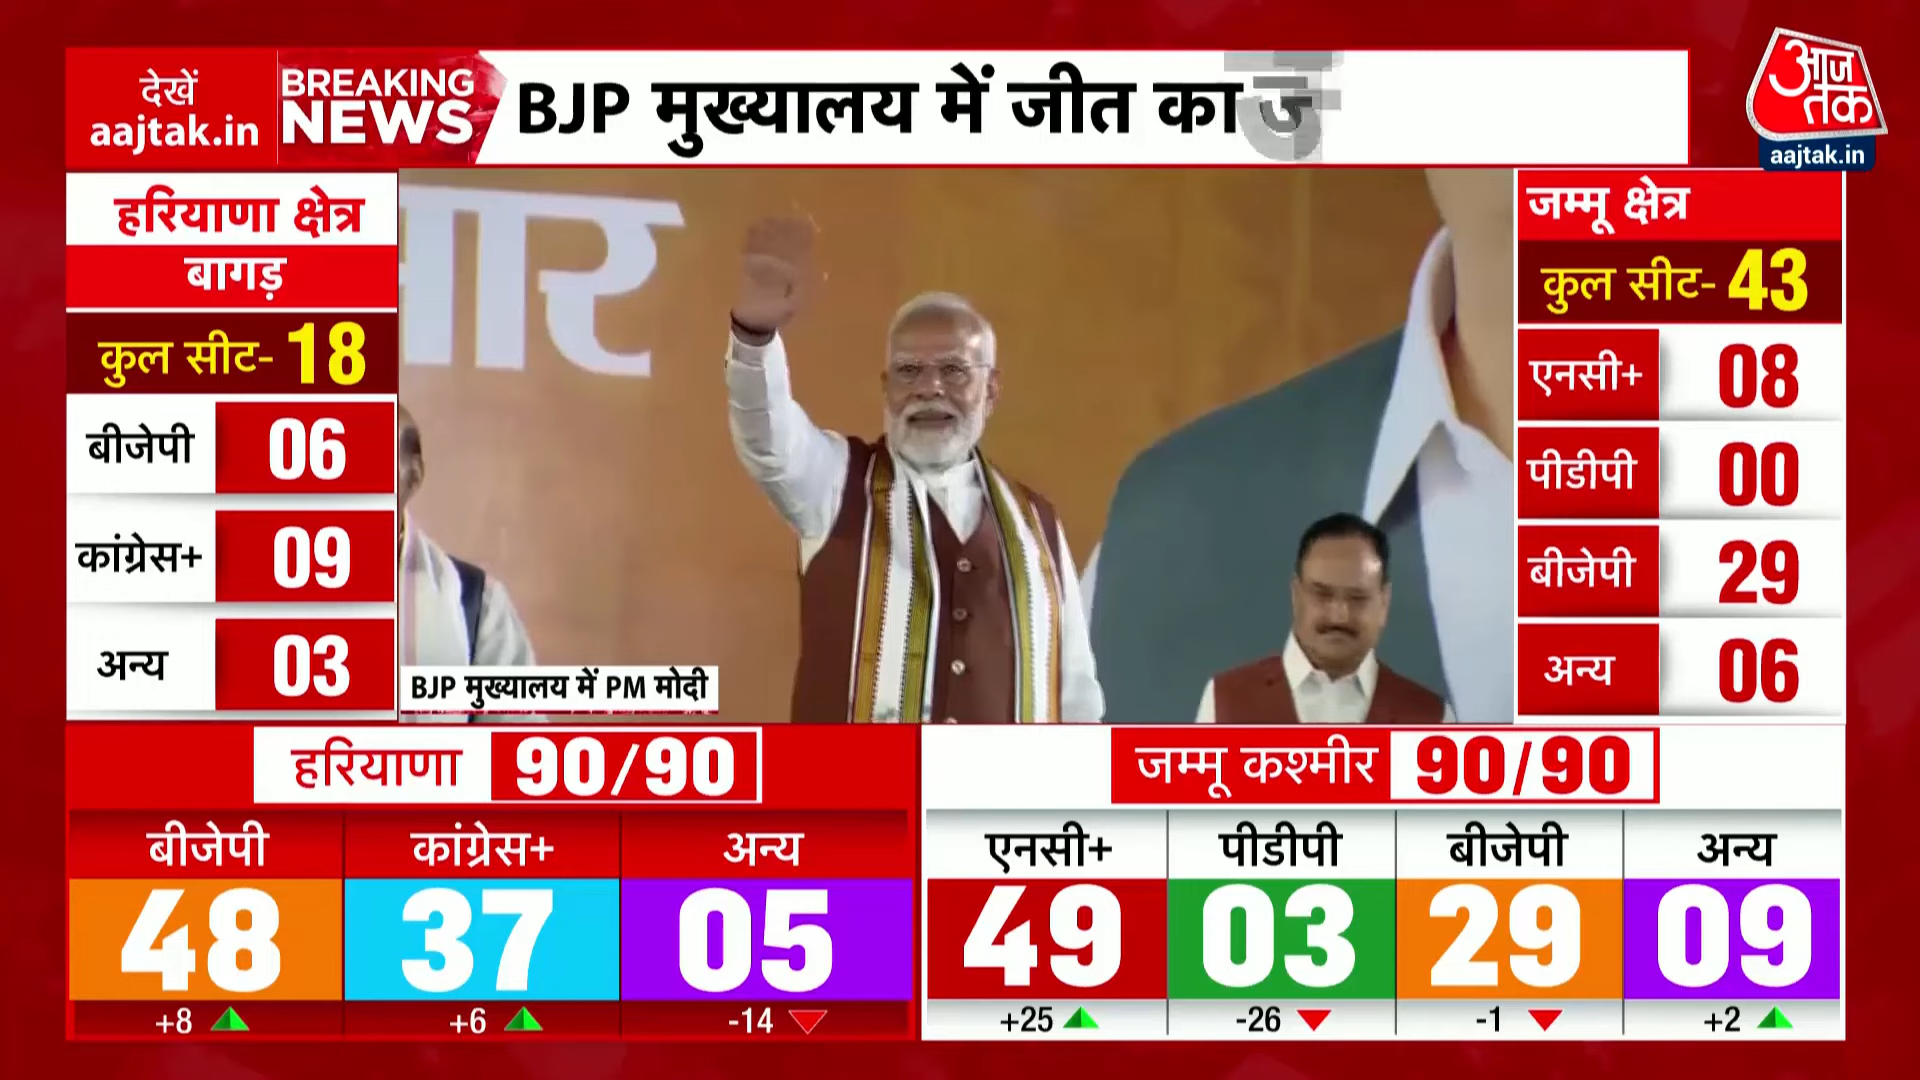 देखें
aajtak.in
BREAKING
NEWS
BJP मुख्यालय में जीत का
आज
तक
aajtak.in
हरियाणा क्षेत्र
बागड़
कुल सीट- 18
बीजेपी 06
कांग्रेस+ 09
अन्य 03
BJP मुख्यालय में PM मोदी
जम्मू क्षेत्र
कुल सीट- 43
एनसी+ 08
पीडीपी 00
बीजेपी 29
अन्य 06
हरियाणा 90/90
बीजेपी कांग्रेस+ अन्य
48 37 05
+8 +6 -14
जम्मू कश्मीर 90/90
एनसी+ पीडीपी बीजेपी अन्य
49 03 29 09
+25 -26 -1 +2